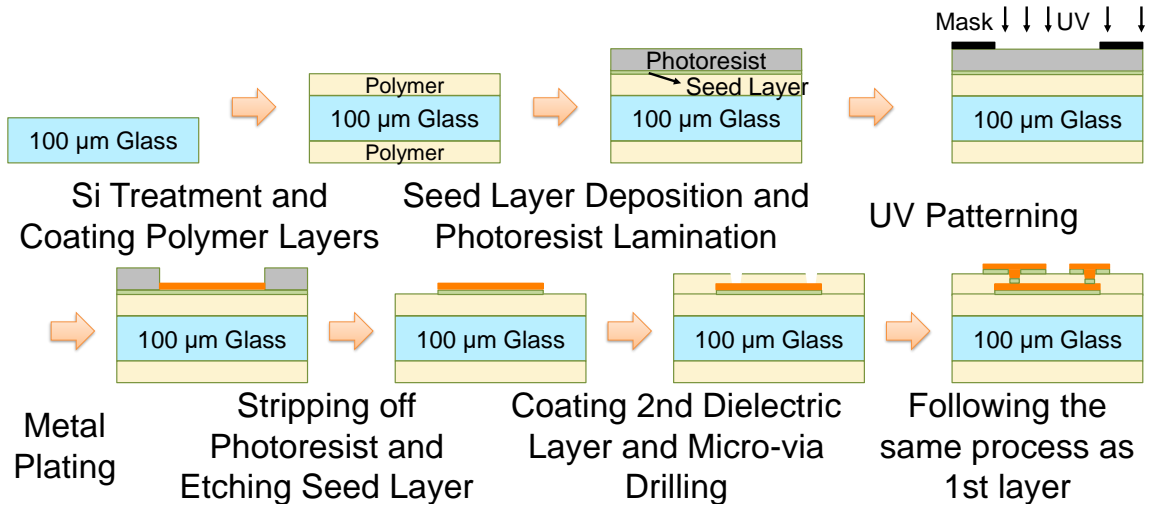 Mask UV
Photoresist
Polymer
Seed Layer
100 µm Glass
100 µm Glass
100 µm Glass
100 µm Glass
Polymer
Si Treatment and
Coating Polymer Layers
Seed Layer Deposition and
Photoresist Lamination
UV Patterning
100 µm Glass
100 µm Glass
100 µm Glass
100 µm Glass
Metal
Plating
Stripping off
Photoresist and
Etching Seed Layer
Coating 2nd Dielectric
Layer and Micro-via
Drilling
Following the
same process as
1st layer